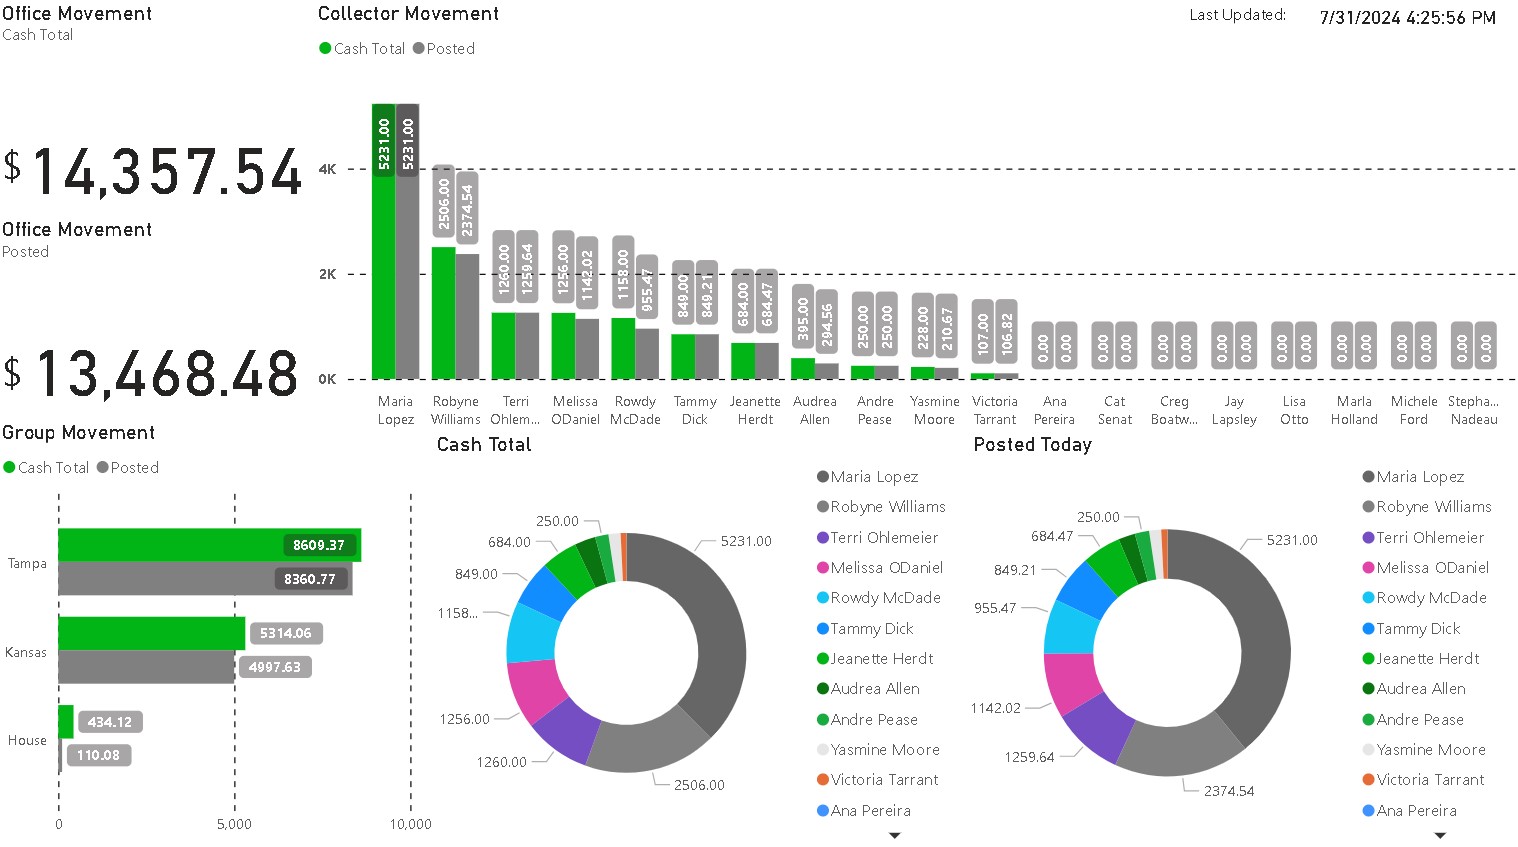 Office Movement
Cash Total
$ 14,357.54
Office Movement
Posted
$ 13,468.48
Collector Movement
Cash Total Posted
Last Updated: 7/31/2024 4:25:56 PM
4K
2K
0K
5231.00 5231.00
2506.00 2374.54
1260.00 1259.64
1256.00 1142.02
1158.00 955.47
849.00 849.21
684.00 684.47
395.00 294.56
250.00 250.00
228.00 210.67
107.00 106.82
0.00 0.00
0.00 0.00
0.00 0.00
0.00 0.00
0.00 0.00
0.00 0.00
0.00 0.00
0.00 0.00
Maria Lopez
Robyne Williams
Terri Ohlem...
Melissa ODaniel
Rowdy McDade
Tammy Dick
Jeanette Herdt
Audrea Allen
Andre Pease
Yasmine Moore
Victoria Tarrant
Ana Pereira
Cat Senat
Creg Boatw...
Jay Lapsley
Lisa Otto
Marla Holland
Michele Ford
Stepha... Nadeau
Group Movement
Cash Total Posted
Tampa
8609.37
8360.77
Kansas
5314.06
4997.63
House
434.12
110.08
0 5,000 10,000
Cash Total
250.00
684.00
849.00
1158...
1256.00
1260.00
2506.00
5231.00
Maria Lopez
Robyne Williams
Terri Ohlemeier
Melissa ODaniel
Rowdy McDade
Tammy Dick
Jeanette Herdt
Audrea Allen
Andre Pease
Yasmine Moore
Victoria Tarrant
Ana Pereira
Posted Today
250.00
684.47
849.21
955.47
1142.02
1259.64
2374.54
5231.00
Maria Lopez
Robyne Williams
Terri Ohlemeier
Melissa ODaniel
Rowdy McDade
Tammy Dick
Jeanette Herdt
Audrea Allen
Andre Pease
Yasmine Moore
Victoria Tarrant
Ana Pereira